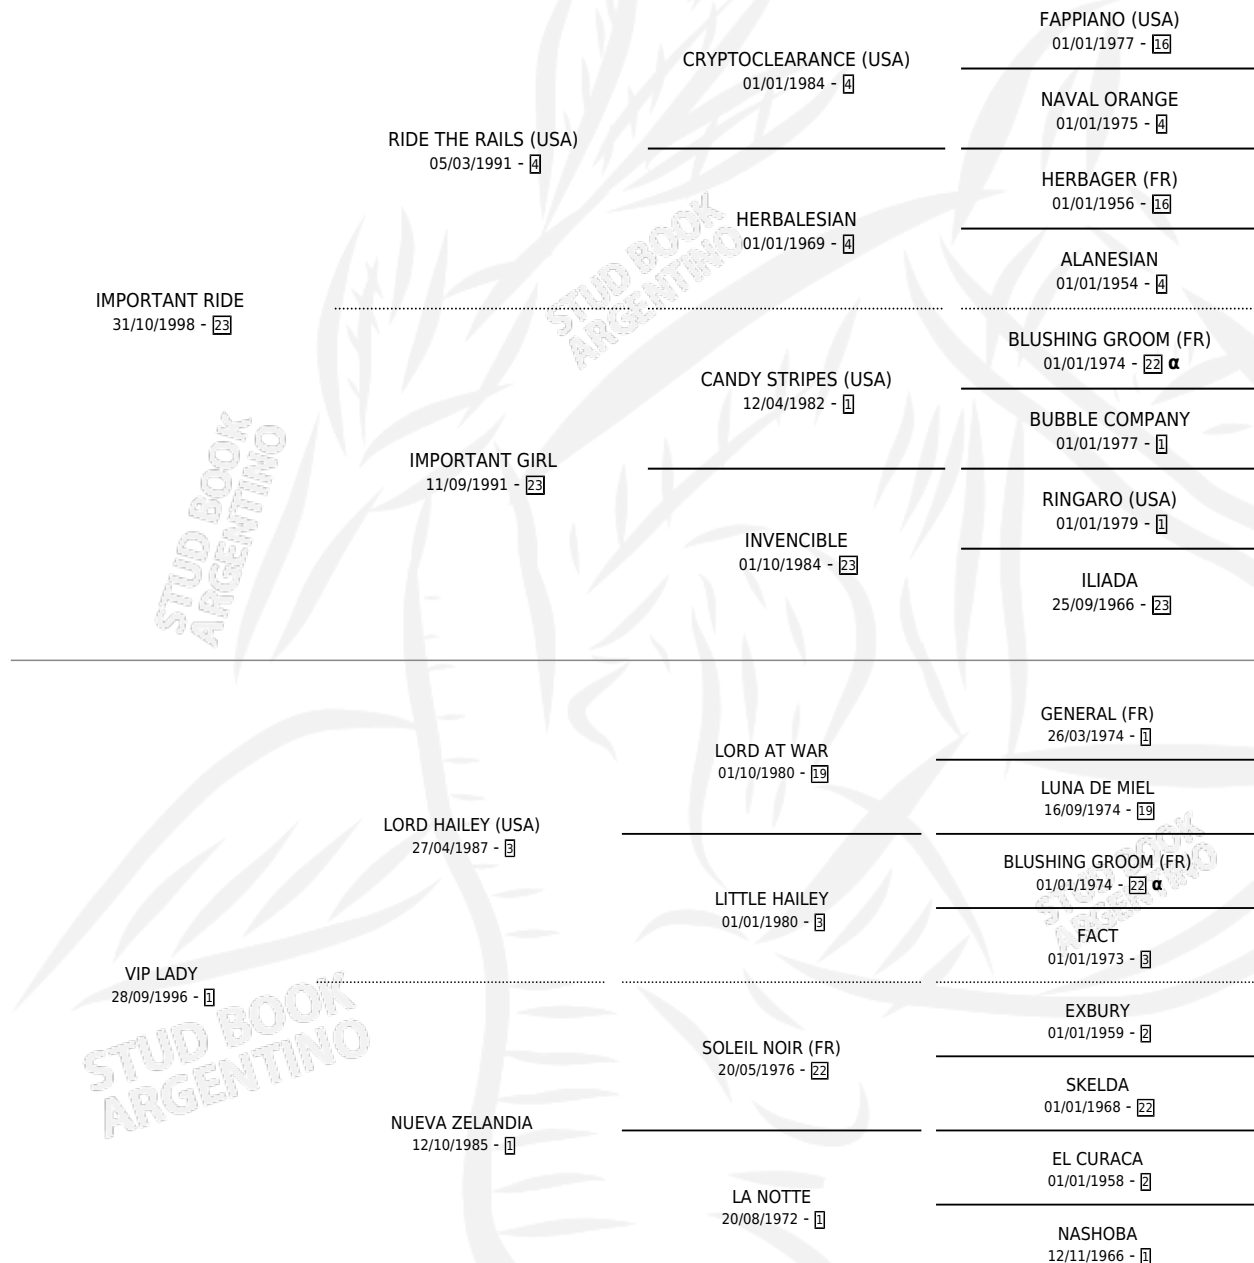 FAPPIANO (USA)
01/01/1977 - 16
CRYPTOCLEARANCE (USA)
01/01/1984 - 4
NAVAL ORANGE
01/01/1975 - 4
RIDE THE RAILS (USA)
05/03/1991 - 4
HERBAGER (FR)
01/01/1956 - 16
HERBALESIAN
01/01/1969 - 4
ALANESIAN
01/01/1954 - 4
IMPORTANT RIDE
31/10/1998 - 23
BLUSHING GROOM (FR)
01/01/1974 - 22 α
CANDY STRIPES (USA)
12/04/1982 - 1
BUBBLE COMPANY
01/01/1977 - 1
IMPORTANT GIRL
11/09/1991 - 23
RINGARO (USA)
01/01/1979 - 1
INVENCIBLE
01/10/1984 - 23
ILIADA
25/09/1966 - 23
GENERAL (FR)
26/03/1974 - 1
LORD AT WAR
01/10/1980 - 19
LUNA DE MIEL
16/09/1974 - 19
LORD HAILEY (USA)
27/04/1987 - 3
BLUSHING GROOM (FR)
01/01/1974 - 22 α
LITTLE HAILEY
01/01/1980 - 3
FACT
01/01/1973 - 3
VIP LADY
28/09/1996 - 1
EXBURY
01/01/1959 - 2
SOLEIL NOIR (FR)
20/05/1976 - 22
SKELDA
01/01/1968 - 22
NUEVA ZELANDIA
12/10/1985 - 1
EL CURACA
01/01/1958 - 2
LA NOTTE
20/08/1972 - 1
NASHOBA
12/11/1966 - 1
STUD BOOK
ARGENTINO
STUD BOOK
ARGENTINO
STUD BOOK
ARGENTINO
STUD BOOK
ARGENTINO